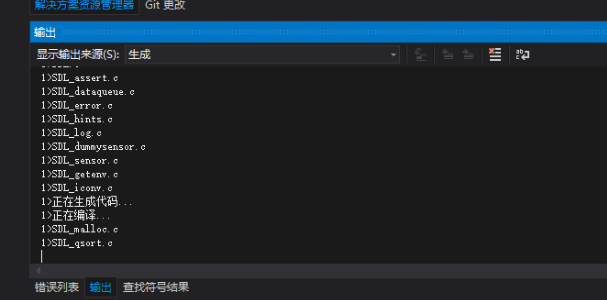 解决方案资源管理器 Git 更改
输出
显示输出来源(S): 生成
1>SDL_assert.c
1>SDL_dataqueue.c
1>SDL_error.c
1>SDL_hints.c
1>SDL_log.c
1>SDL_dummysensor.c
1>SDL_sensor.c
1>SDL_getenv.c
1>SDL_iconv.c
1>正在生成代码...
1>正在编译...
1>SDL_malloc.c
1>SDL_qsort.c
错误列表 输出 查找符号结果